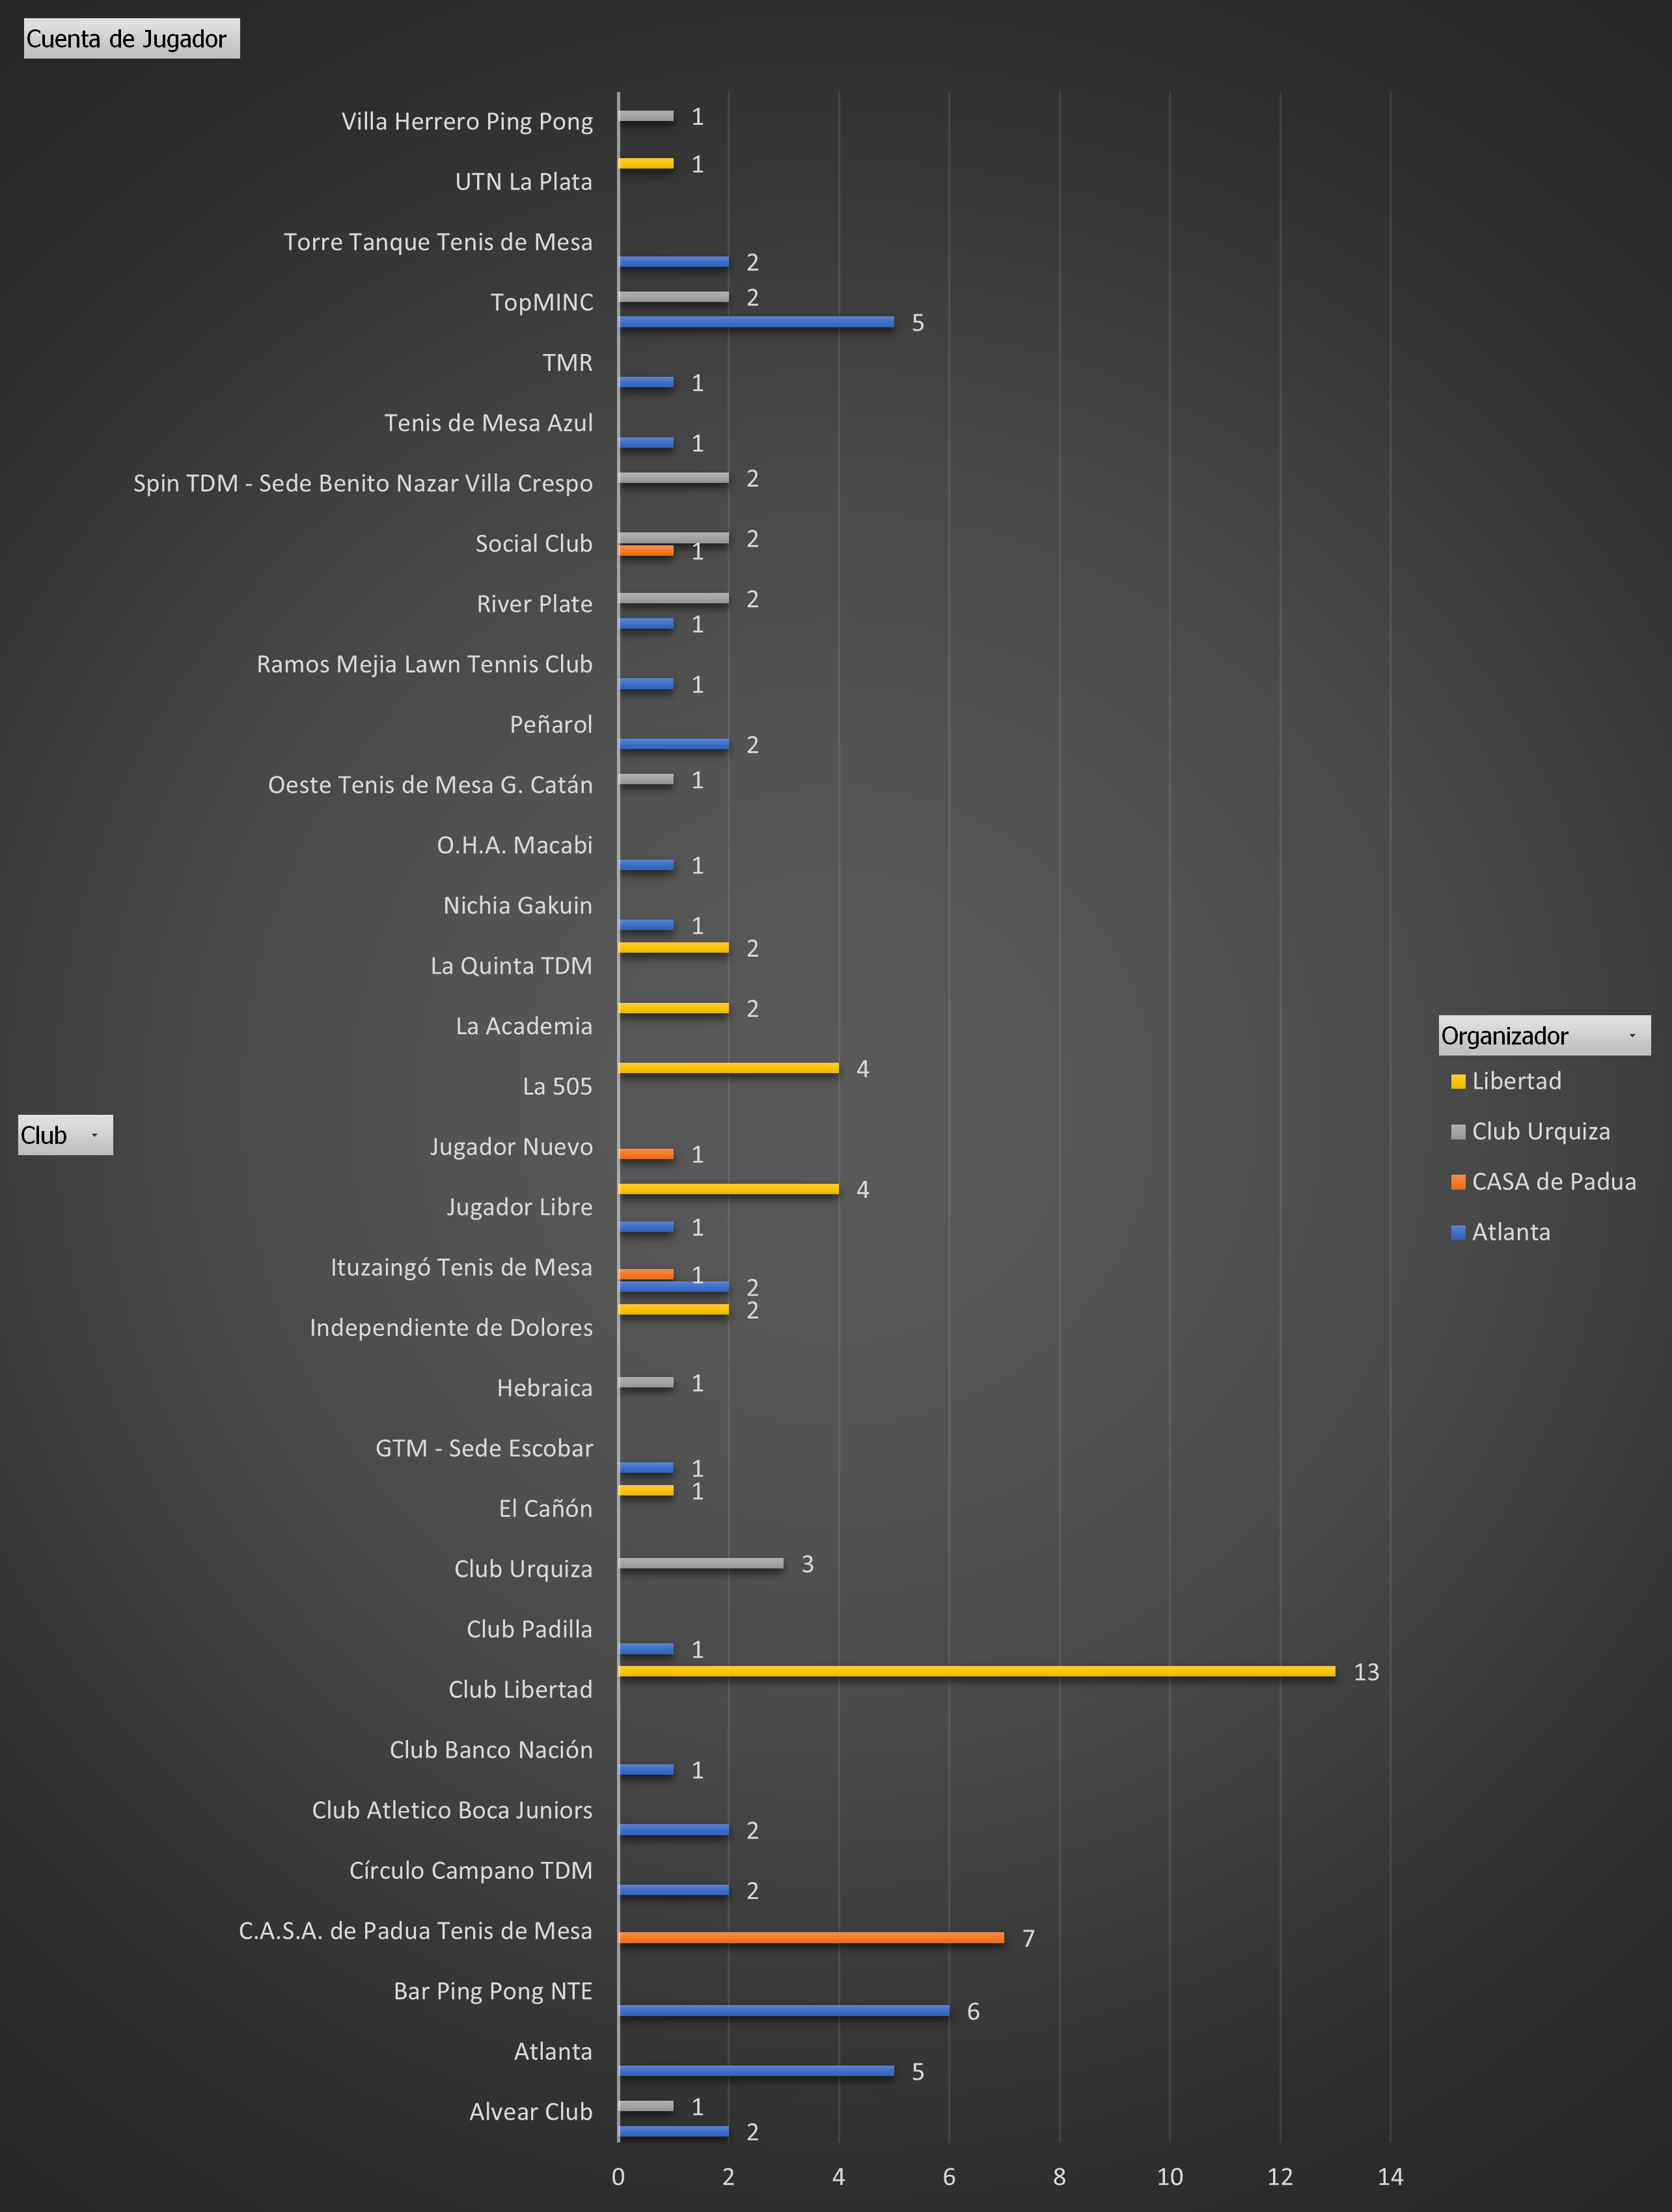 Cuenta de Jugador
Villa Herrero Ping Pong 1
1
UTN La Plata
Torre Tanque Tenis de Mesa
2
TopMINC 2
5
TMR
1
Tenis de Mesa Azul
1
Spin TDM - Sede Benito Nazar Villa Crespo 2
Social Club 2
1
River Plate 2
1
Ramos Mejia Lawn Tennis Club
1
Peñarol
2
Oeste Tenis de Mesa G. Catán 1
O.H.A. Macabi
1
Nichia Gakuin
1
2
La Quinta TDM
2
La Academia
4
La 505
Jugador Nuevo 1
4
Jugador Libre
1
Ituzaingó Tenis de Mesa 1
2
2
Independiente de Dolores
Hebraica 1
GTM - Sede Escobar
1
1
El Cañón
Club Urquiza 3
Club Padilla
1
13
Club Libertad
Club Banco Nación
1
Club Atletico Boca Juniors
2
Círculo Campano TDM
2
C.A.S.A. de Padua Tenis de Mesa 7
Bar Ping Pong NTE
6
Atlanta
5
Alvear Club 1
2
0 2 4 6 8 10 12 14
Club
Organizador
Libertad
Club Urquiza
CASA de Padua
Atlanta